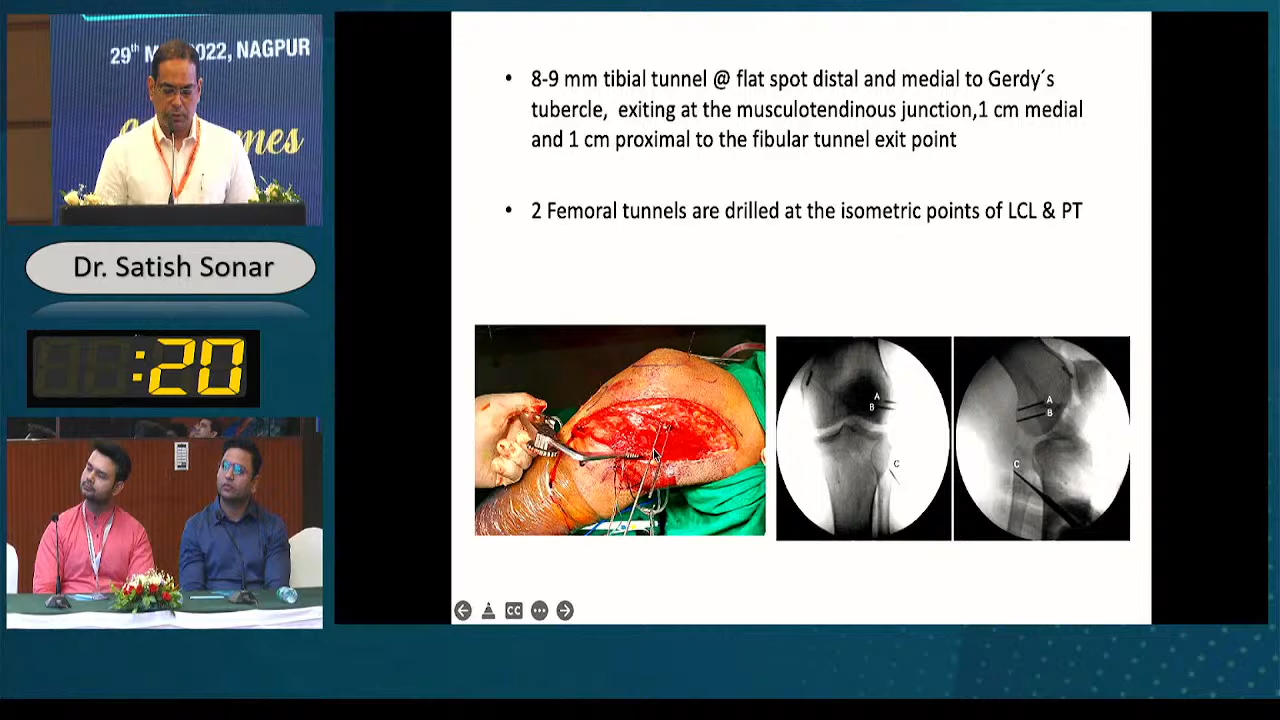 29th M 2022, NAGPUR
mes
Dr. Satish Sonar
:20
• 8-9 mm tibial tunnel @ flat spot distal and medial to Gerdy´s
tubercle, exiting at the musculotendinous junction,1 cm medial
and 1 cm proximal to the fibular tunnel exit point
• 2 Femoral tunnels are drilled at the isometric points of LCL & PT
A
B
C
A
B
C
CC